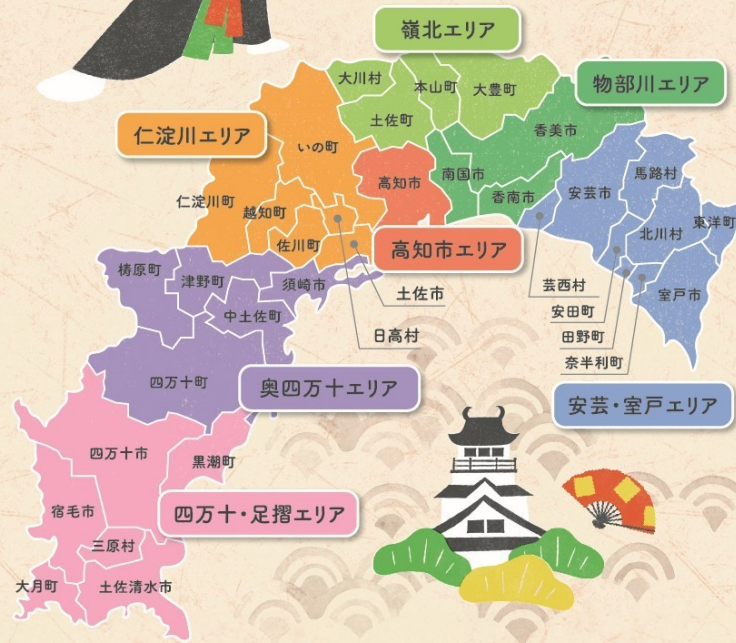 嶺北エリア
大川村
本山町
大豊町
土佐町
物部川エリア
香美市
南国市
香南市
仁淀川エリア
いの町
仁淀川町
越知町
佐川町
土佐市
日高村
高知市
高知市エリア
安芸市
馬路村
北川村
東洋町
室戸市
芸西村
安田町
田野町
奈半利町
安芸・室戸エリア
梼原町
津野町
須崎市
中土佐町
四万十町
奥四万十エリア
四万十市
黒潮町
宿毛市
四万十・足摺エリア
三原村
大月町
土佐清水市